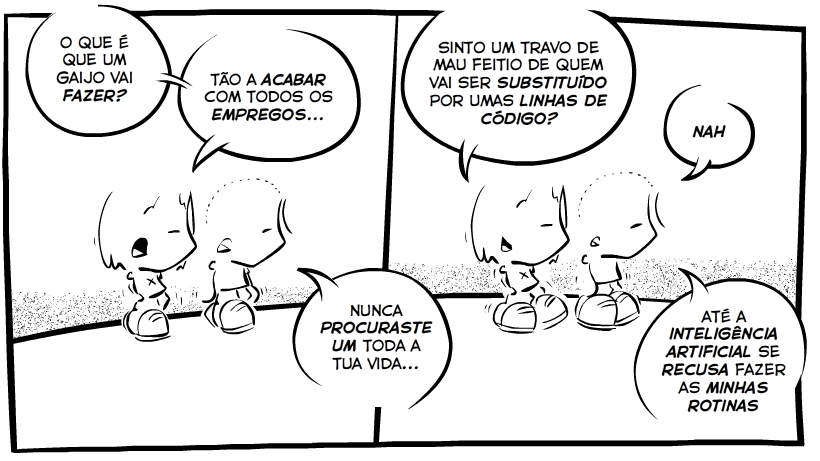 O QUE É
QUE UM
GAIJO VAI
FAZER?
TÃO A ACABAR
COM TODOS OS
EMPREGOS...
NUNCA
PROCURASTE
UM TODA A
TUA VIDA...
SINTO UM TRAVO DE
MAU FEITIO DE QUEM
VAI SER SUBSTITUÍDO
POR UMAS LINHAS DE
CÓDIGO?
NAH
ATÉ A
INTELIGÊNCIA
ARTIFICIAL SE
RECUSA FAZER
AS MINHAS
ROTINAS